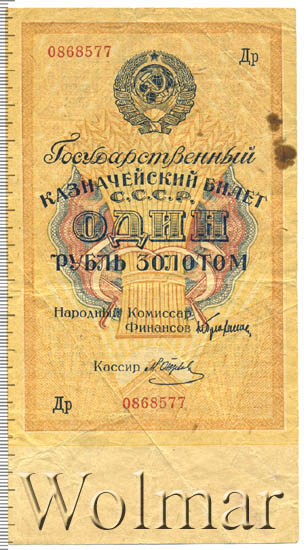 0868577
Др
Государственный
КАЗНАЧЕЙСКИЙ БИЛЕТ
С.С.С.Р.
ОДИН
РУБЛЬ ЗОЛОТОМ
Народный Комиссар
Финансов
Кассир
Др 0868577
Wolmar